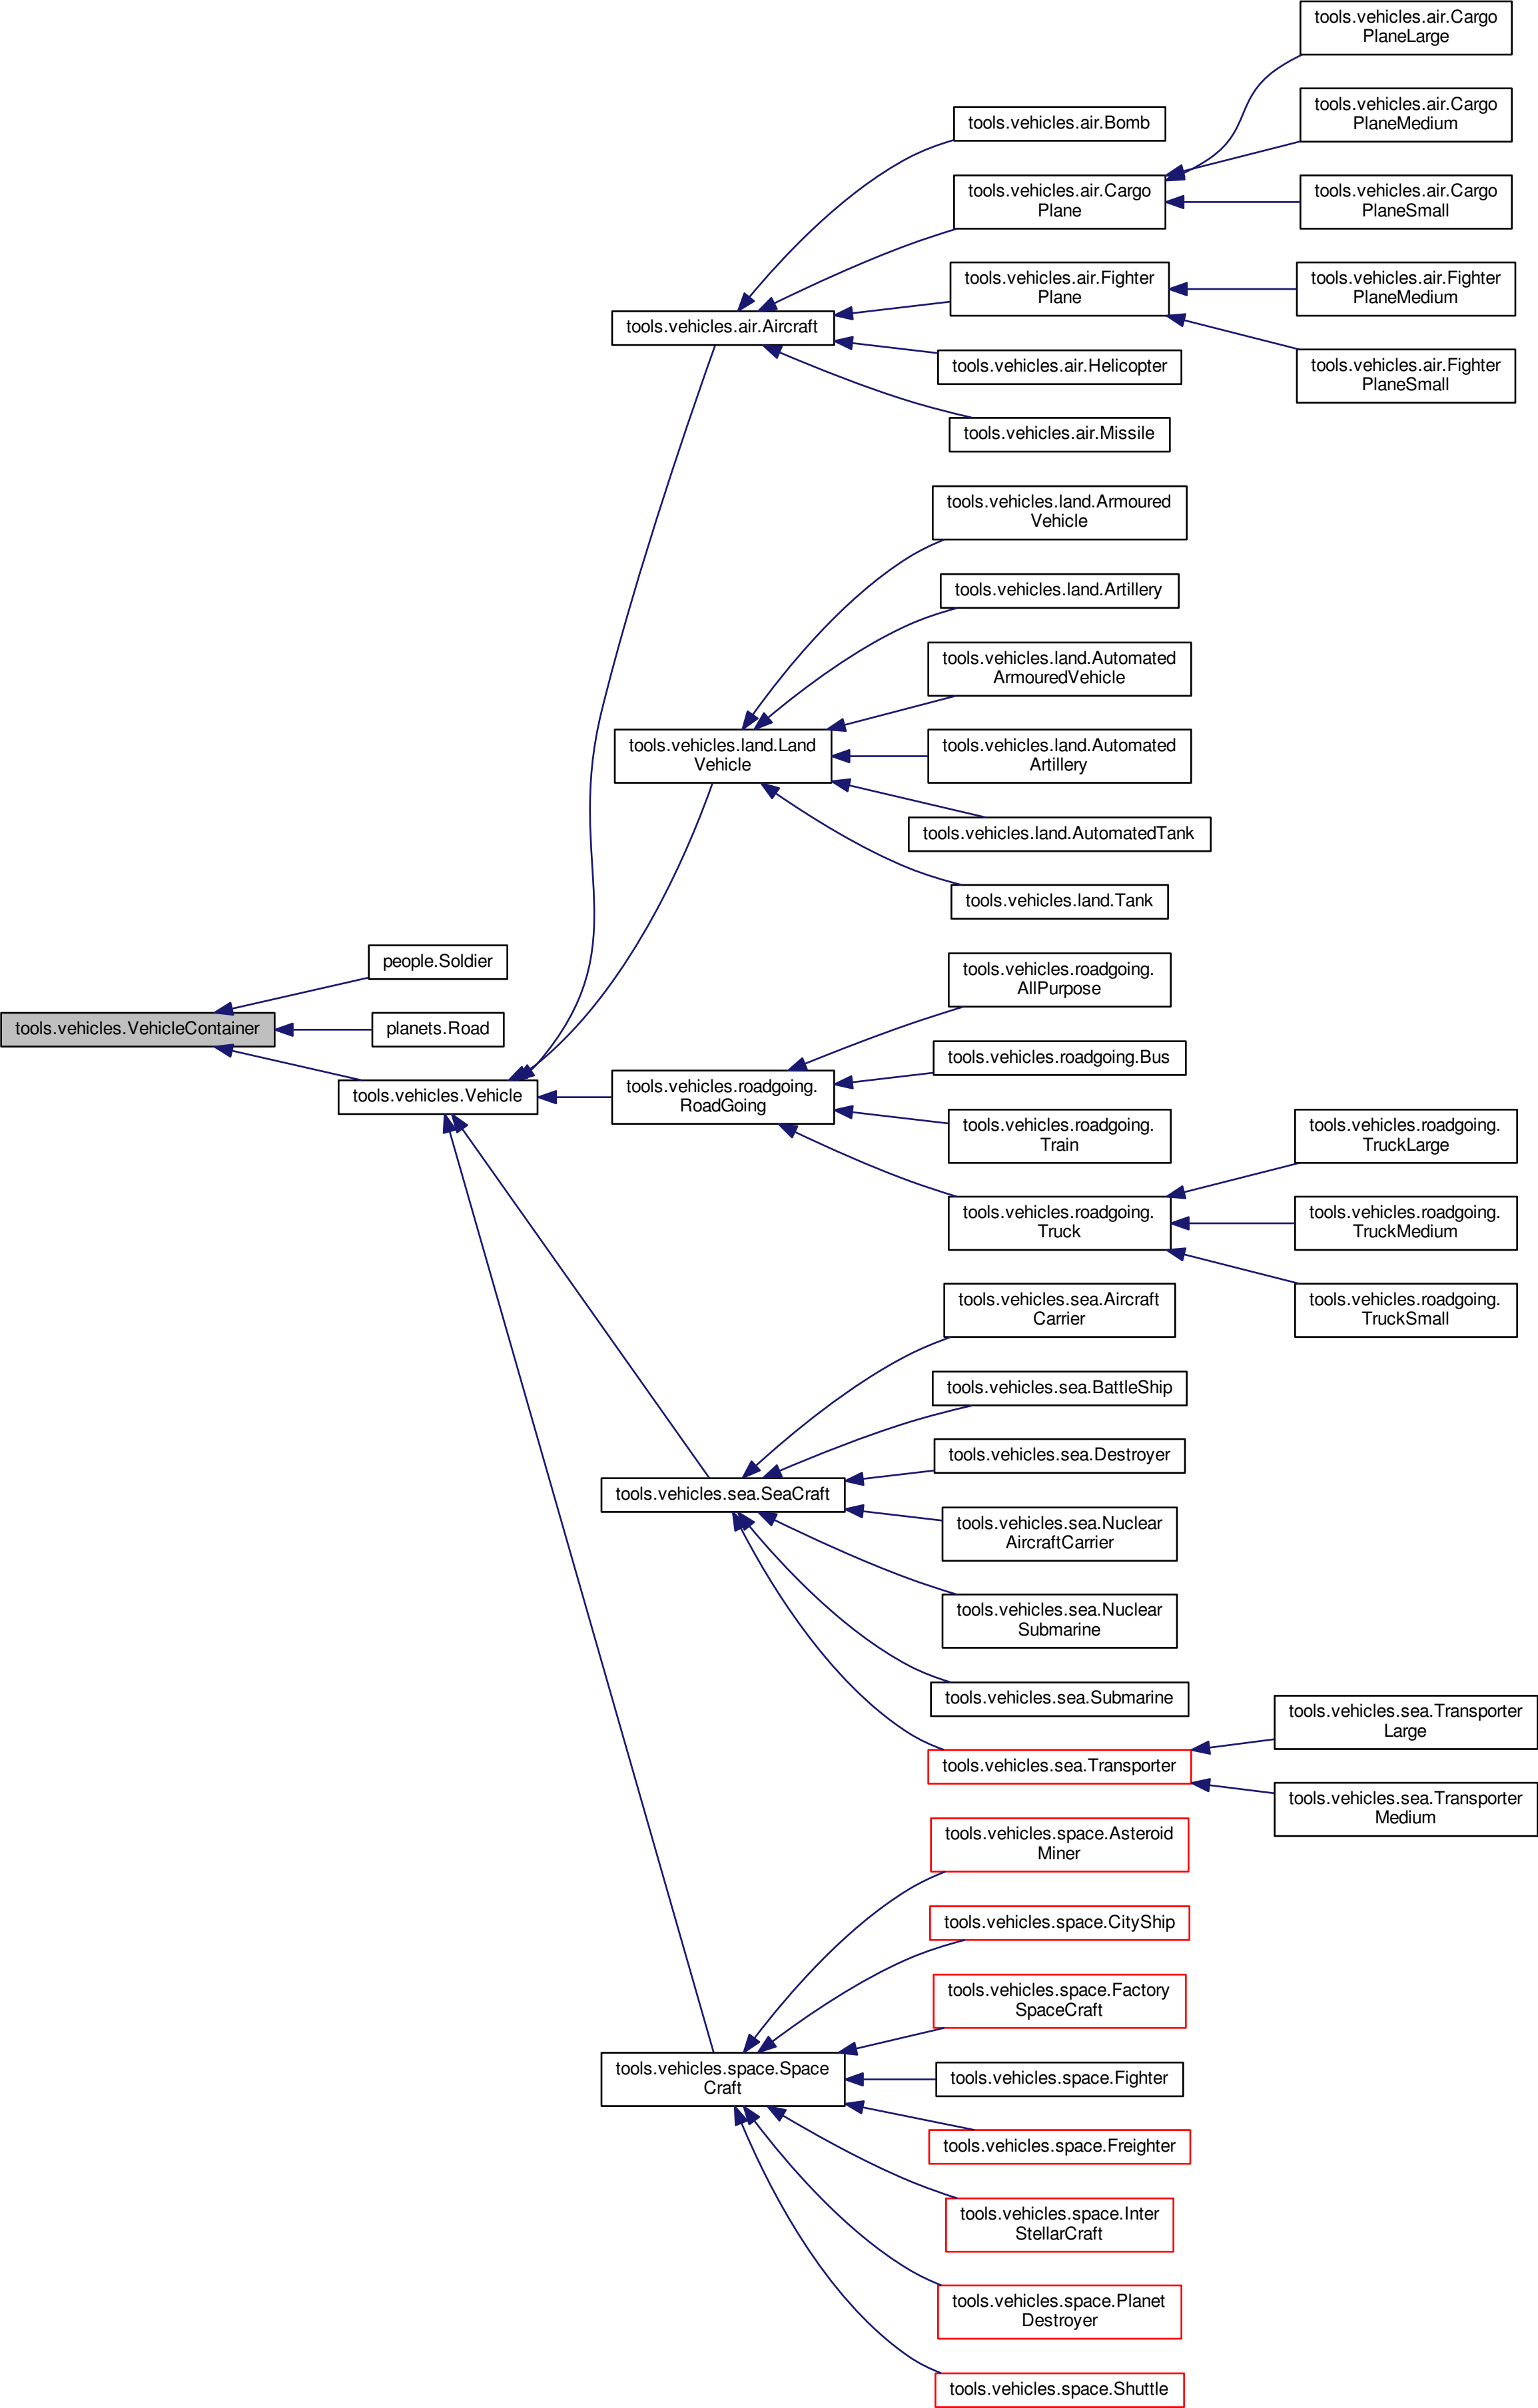 tools.vehicles.air.Cargo
PlaneLarge
tools.vehicles.air.Cargo
PlaneMedium
tools.vehicles.air.Bomb
tools.vehicles.air.Cargo
Plane
tools.vehicles.air.Cargo
PlaneSmall
tools.vehicles.air.Fighter
Plane
tools.vehicles.air.Fighter
PlaneMedium
tools.vehicles.air.Aircraft
tools.vehicles.air.Helicopter
tools.vehicles.air.Fighter
PlaneSmall
tools.vehicles.air.Missile
tools.vehicles.land.Armoured
Vehicle
tools.vehicles.land.Artillery
tools.vehicles.land.Automated
ArmouredVehicle
tools.vehicles.land.Land
Vehicle
tools.vehicles.land.Automated
Artillery
tools.vehicles.land.AutomatedTank
tools.vehicles.land.Tank
people.Soldier
tools.vehicles.roadgoing.
AllPurpose
tools.vehicles.VehicleContainer
planets.Road
tools.vehicles.roadgoing.Bus
tools.vehicles.Vehicle
tools.vehicles.roadgoing.
RoadGoing
tools.vehicles.roadgoing.
Train
tools.vehicles.roadgoing.
TruckLarge
tools.vehicles.roadgoing.
Truck
tools.vehicles.roadgoing.
TruckMedium
tools.vehicles.sea.Aircraft
Carrier
tools.vehicles.roadgoing.
TruckSmall
tools.vehicles.sea.BattleShip
tools.vehicles.sea.Destroyer
tools.vehicles.sea.SeaCraft
tools.vehicles.sea.Nuclear
AircraftCarrier
tools.vehicles.sea.Nuclear
Submarine
tools.vehicles.sea.Submarine
tools.vehicles.sea.Transporter
Large
tools.vehicles.sea.Transporter
tools.vehicles.sea.Transporter
Medium
tools.vehicles.space.Asteroid
Miner
tools.vehicles.space.CityShip
tools.vehicles.space.Factory
SpaceCraft
tools.vehicles.space.Space
Craft
tools.vehicles.space.Fighter
tools.vehicles.space.Freighter
tools.vehicles.space.Inter
StellarCraft
tools.vehicles.space.Planet
Destroyer
tools.vehicles.space.Shuttle